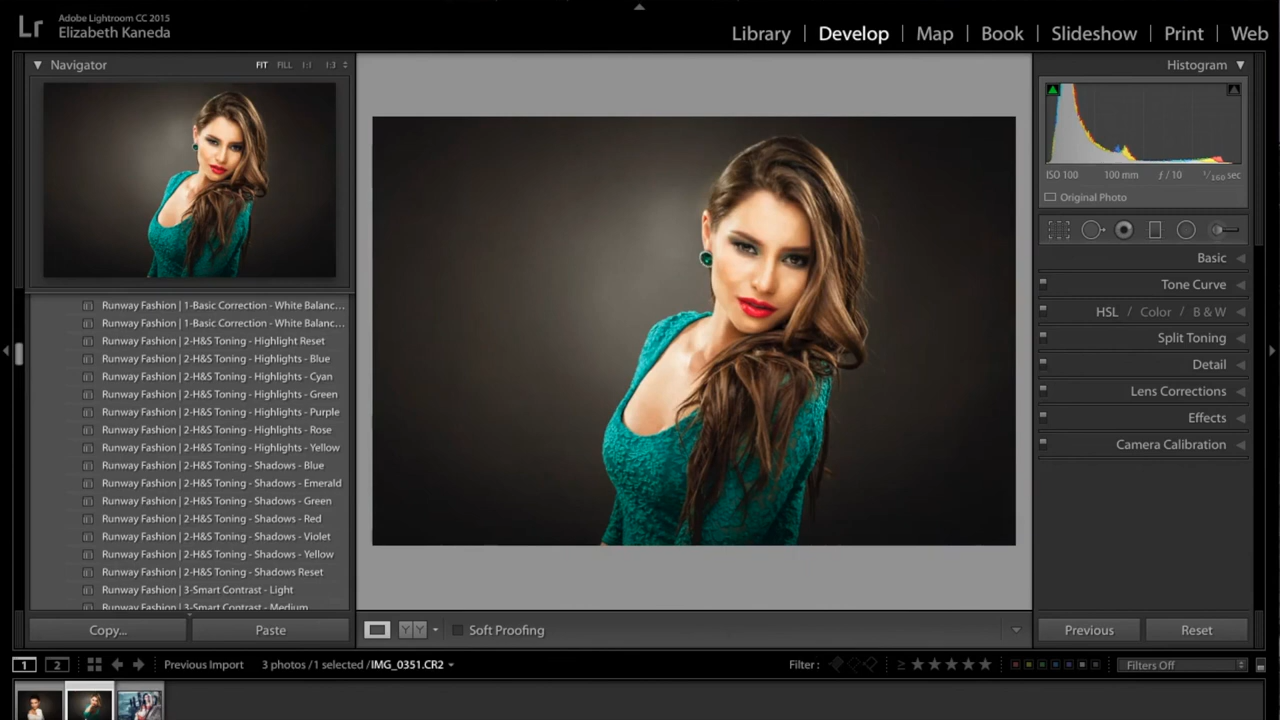 Lr
Adobe Lightroom CC 2015
Elizabeth Kaneda
Library | Develop | Map | Book | Slideshow | Print | Web
Navigator FIT FILL 1:1 1:3
Runway Fashion | 1-Basic Correction - White Balanc...
Runway Fashion | 1-Basic Correction - White Balanc...
Runway Fashion | 2-H&S Toning - Highlight Reset
Runway Fashion | 2-H&S Toning - Highlights - Blue
Runway Fashion | 2-H&S Toning - Highlights - Cyan
Runway Fashion | 2-H&S Toning - Highlights - Green
Runway Fashion | 2-H&S Toning - Highlights - Purple
Runway Fashion | 2-H&S Toning - Highlights - Rose
Runway Fashion | 2-H&S Toning - Highlights - Yellow
Runway Fashion | 2-H&S Toning - Shadows - Blue
Runway Fashion | 2-H&S Toning - Shadows - Emerald
Runway Fashion | 2-H&S Toning - Shadows - Green
Runway Fashion | 2-H&S Toning - Shadows - Red
Runway Fashion | 2-H&S Toning - Shadows - Violet
Runway Fashion | 2-H&S Toning - Shadows - Yellow
Runway Fashion | 2-H&S Toning - Shadows Reset
Runway Fashion | 3-Smart Contrast - Light
Runway Fashion | 3-Smart Contrast - Medium
Copy... Paste
Y Y Soft Proofing
Histogram
ISO 100 100 mm ƒ / 10 1/160 sec
Original Photo
Basic
Tone Curve
HSL / Color / B & W
Split Toning
Detail
Lens Corrections
Effects
Camera Calibration
Previous Reset
1 2 Previous Import 3 photos / 1 selected / IMG_0351.CR2 Filter : ≥ Filters Off